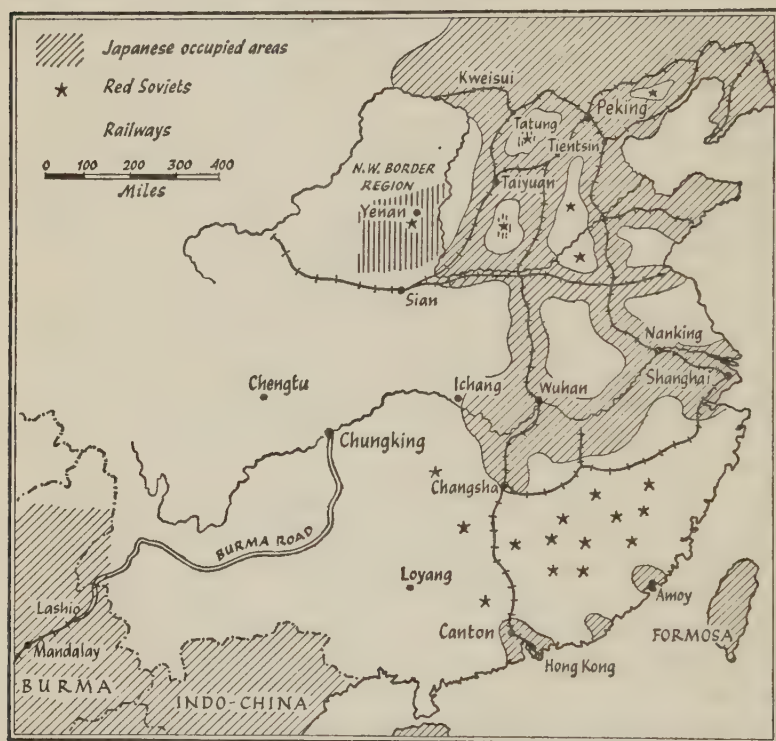 Japanese occupied areas
Red Soviets
Railways
0 100 200 300 400
Miles
Kweisui
Peking
Tatung
Tientsin
N.W. BORDER
REGION
Taiyuan
Yenan
Sian
Nanking
Shanghai
Chengtu
Ichang
Wuhan
Chungking
Changsha
BURMA ROAD
Loyang
Lashio
Amoy
Canton
FORMOSA
Mandalay
Hong Kong
BURMA
INDO-CHINA